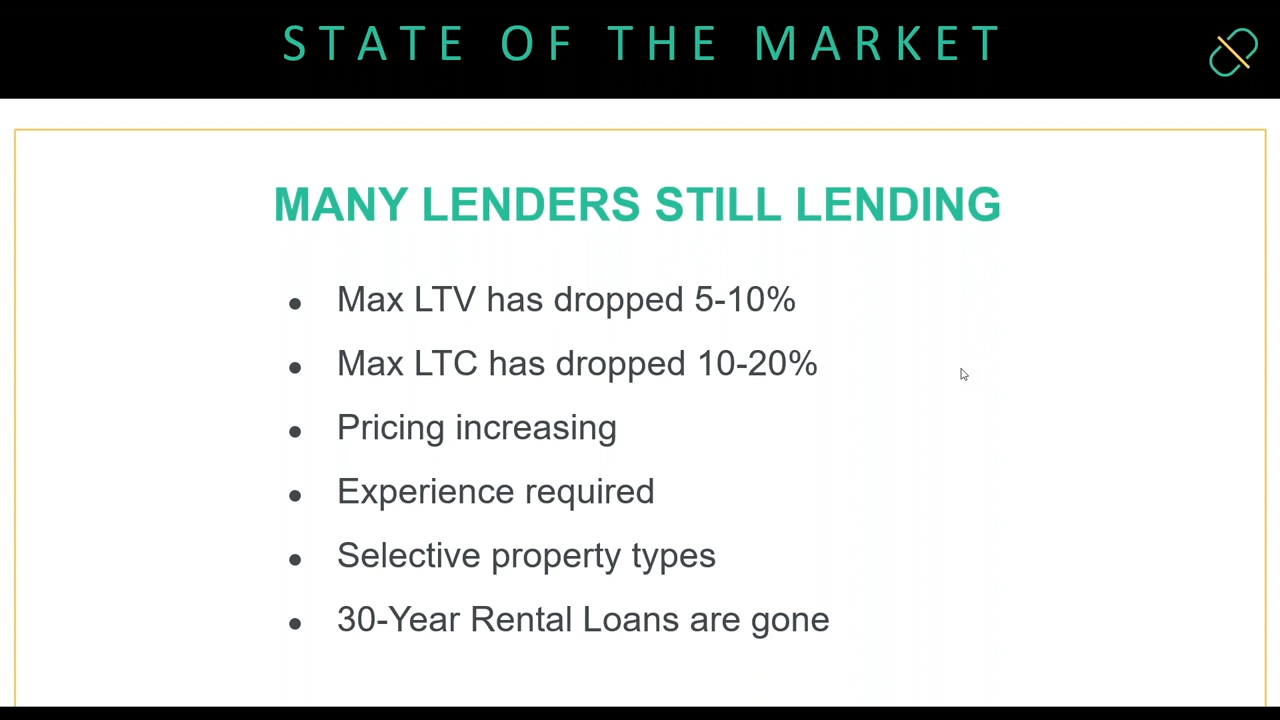 STATE OF THE MARKET
MANY LENDERS STILL LENDING
● Max LTV has dropped 5-10%
● Max LTC has dropped 10-20%
● Pricing increasing
● Experience required
● Selective property types
● 30-Year Rental Loans are gone